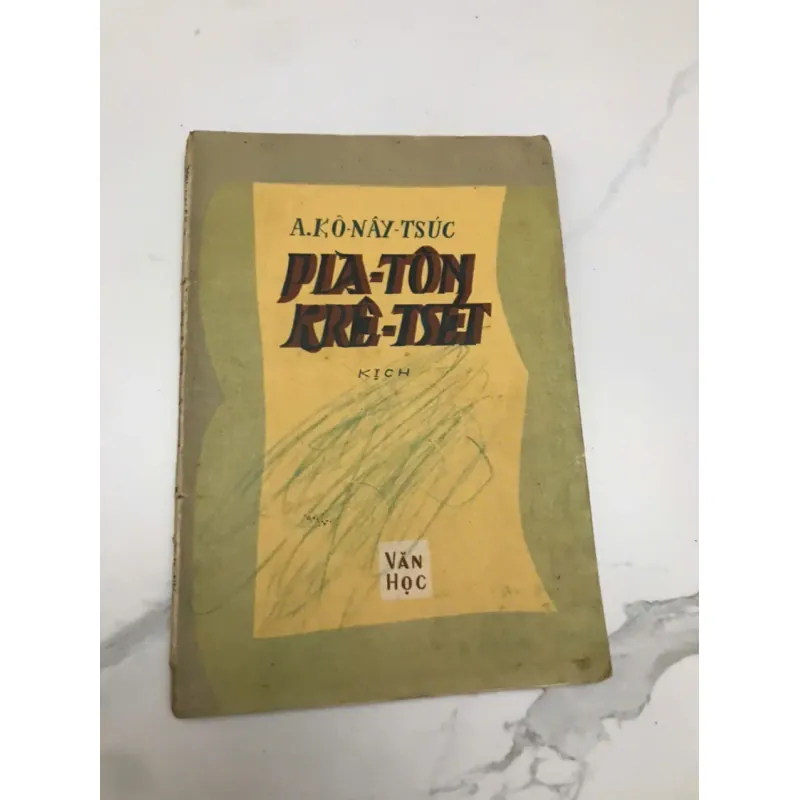 A.KÔ-NÂY-TSÚC
PLA-TÔN
KRÊ-TSÉT
KỊCH
VĂN
HỌC